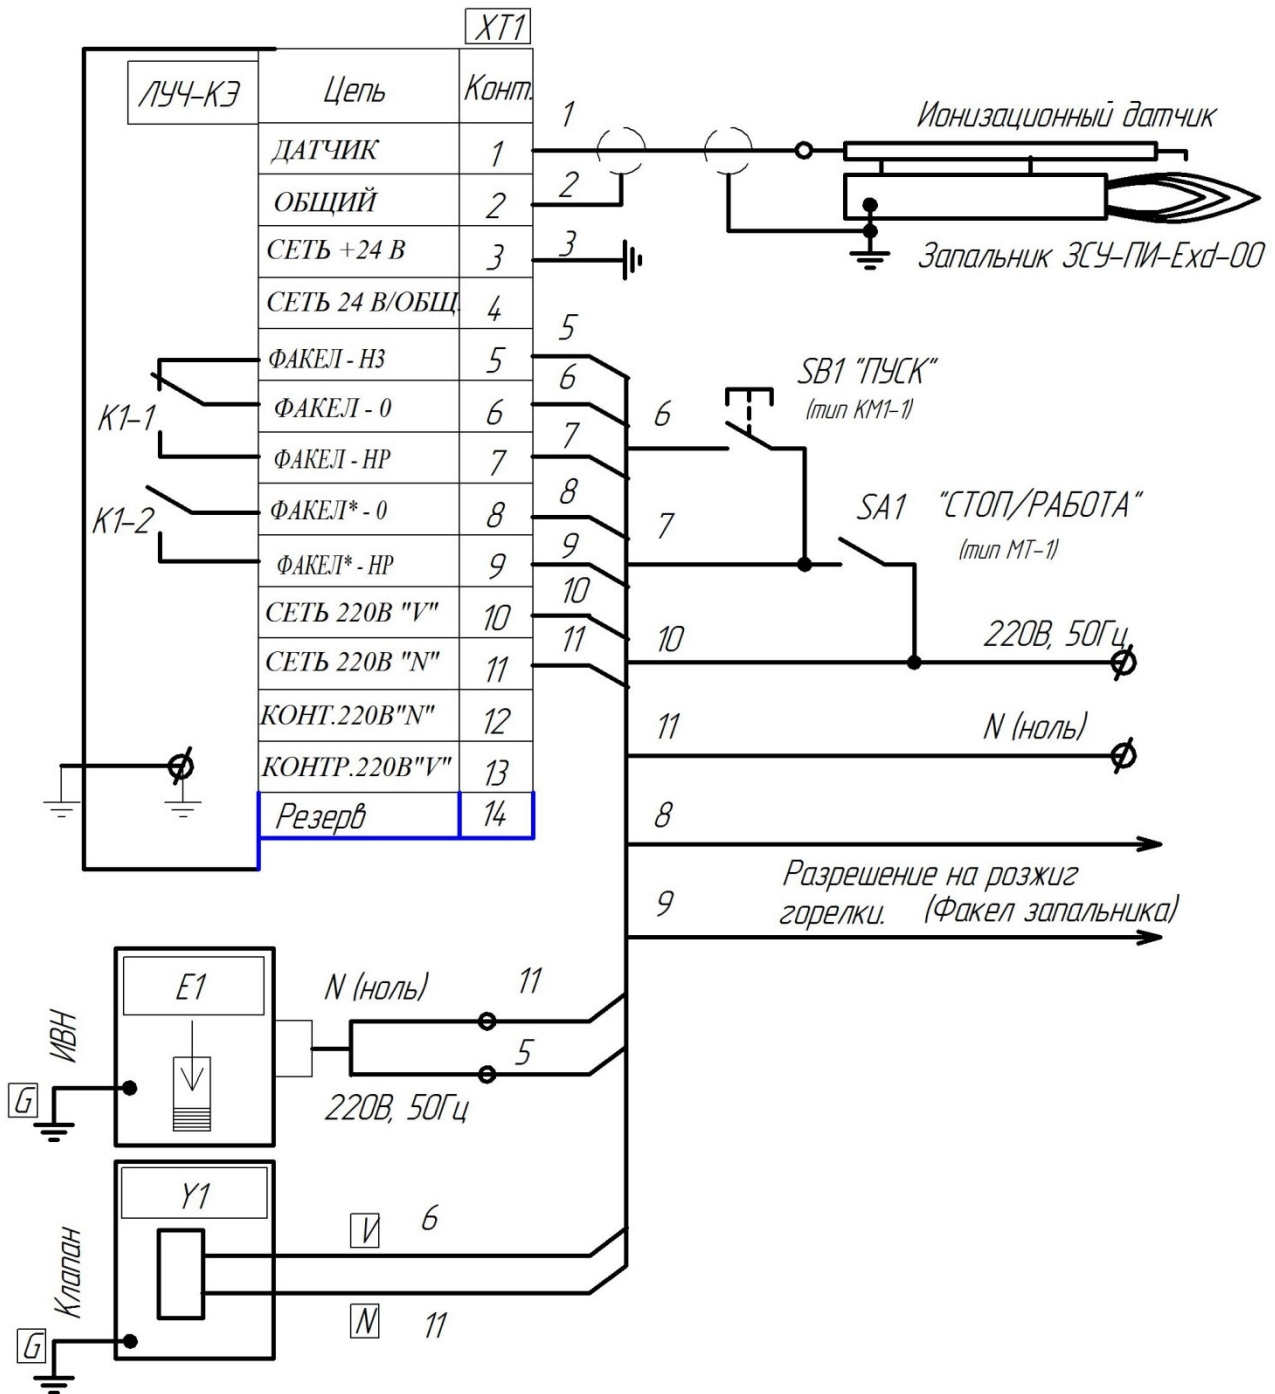 XT1
ЛУЧ-КЭ
Цепь
Конт.
ДАТЧИК 1
ОБЩИЙ 2
СЕТЬ +24 В 3
СЕТЬ 24 В/ОБЩ. 4
ФАКЕЛ - НЗ 5
ФАКЕЛ - 0 6
ФАКЕЛ - НР 7
ФАКЕЛ* - 0 8
ФАКЕЛ* - НР 9
СЕТЬ 220В "V" 10
СЕТЬ 220В "N" 11
КОНТ.220В"N" 12
КОНТР.220В"V" 13
Резерв 14
K1-1
K1-2
1
2
3
5
6
7
8
9
10
11
Ионизационный датчик
Запальник ЗСУ-ПИ-Exd-00
6
SB1 "ПУСК"
(тип КМ1-1)
7
SA1 "СТОП/РАБОТА"
(тип МТ-1)
10
220В, 50Гц
11
N (ноль)
8
Разрешение на розжиг
горелки. (Факел запальника)
9
E1
ИВН
G
N (ноль)
11
5
220В, 50Гц
Y1
Клапан
G
V
6
N
11